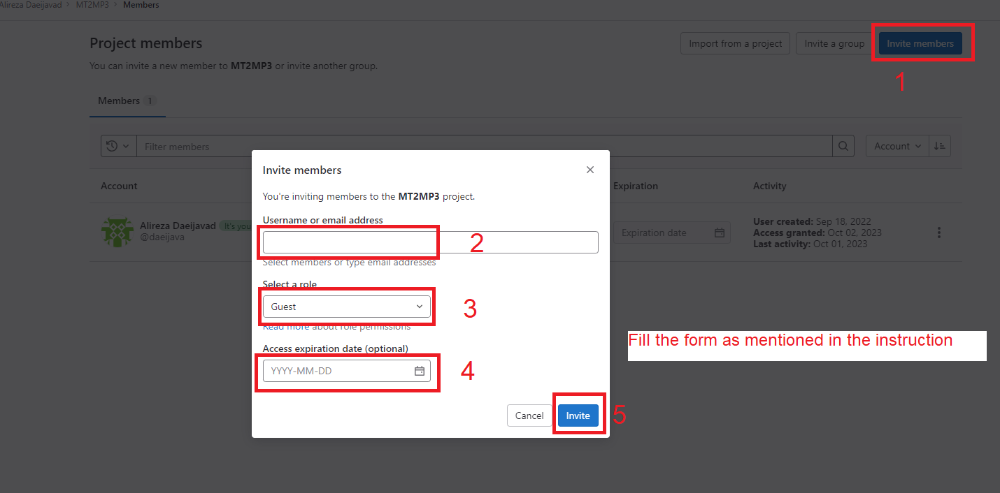 Alireza Daeijavad > MT2MP3 > Members
Project members
Import from a project
Invite a group
Invite members
1
You can invite a new member to MT2MP3 or invite another group.
Members 1
Filter members
Account
Account
Expiration
Activity
Alireza Daeijavad It's you
@daeijava
Expiration date
User created: Sep 18, 2022
Access granted: Oct 02, 2023
Last activity: Oct 01, 2023
Invite members
You're inviting members to the MT2MP3 project.
Username or email address
2
Select members or type email addresses
Select a role
Guest
3
Read more about role permissions
Access expiration date (optional)
YYYY-MM-DD
4
Cancel
Invite
5
Fill the form as mentioned in the instruction